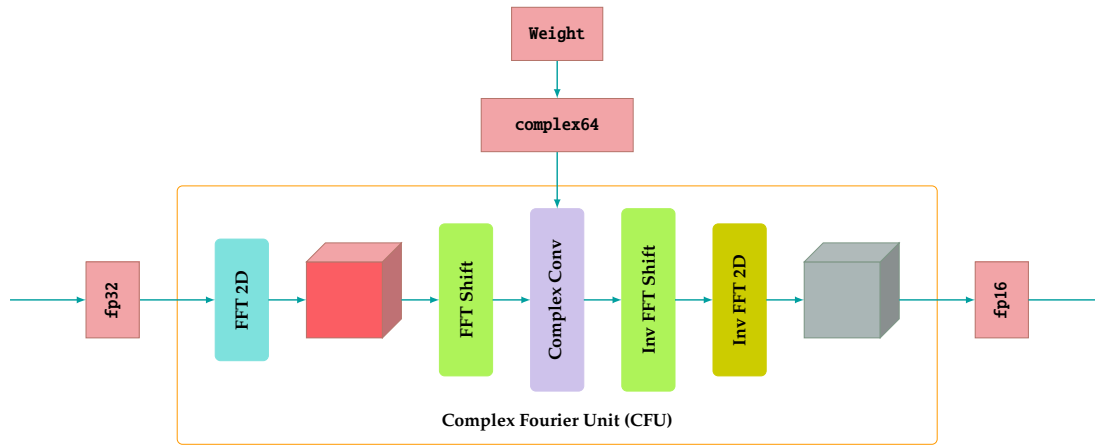 Weight
complex64
fp32
FFT 2D
FFT Shift
Complex Conv
Inv FFT Shift
Inv FFT 2D
fp16
Complex Fourier Unit (CFU)